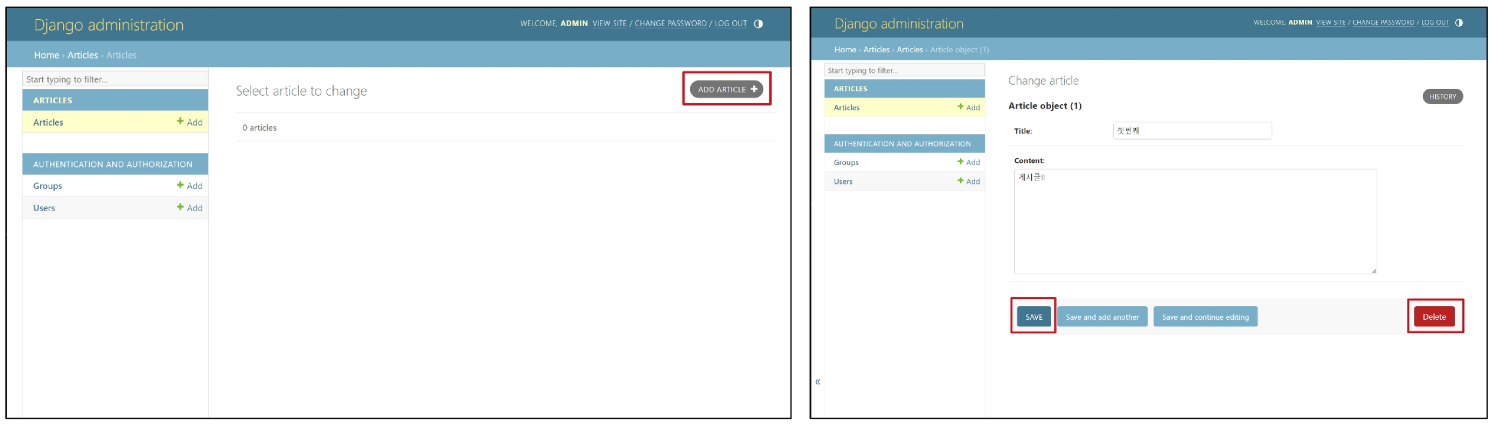 Django administration
WELCOME, ADMIN. VIEW SITE / CHANGE PASSWORD / LOG OUT
Home › Articles › Articles
Start typing to filter...
ARTICLES
Articles + Add
AUTHENTICATION AND AUTHORIZATION
Groups + Add
Users + Add
Select article to change
ADD ARTICLE +
0 articles
Django administration
WELCOME, ADMIN. VIEW SITE / CHANGE PASSWORD / LOG OUT
Home › Articles › Articles › Article object (1)
Start typing to filter...
ARTICLES
Articles + Add
AUTHENTICATION AND AUTHORIZATION
Groups + Add
Users + Add
«
Change article
HISTORY
Article object (1)
Title: 첫번째
Content:
게시글!!
SAVE Save and add another Save and continue editing Delete